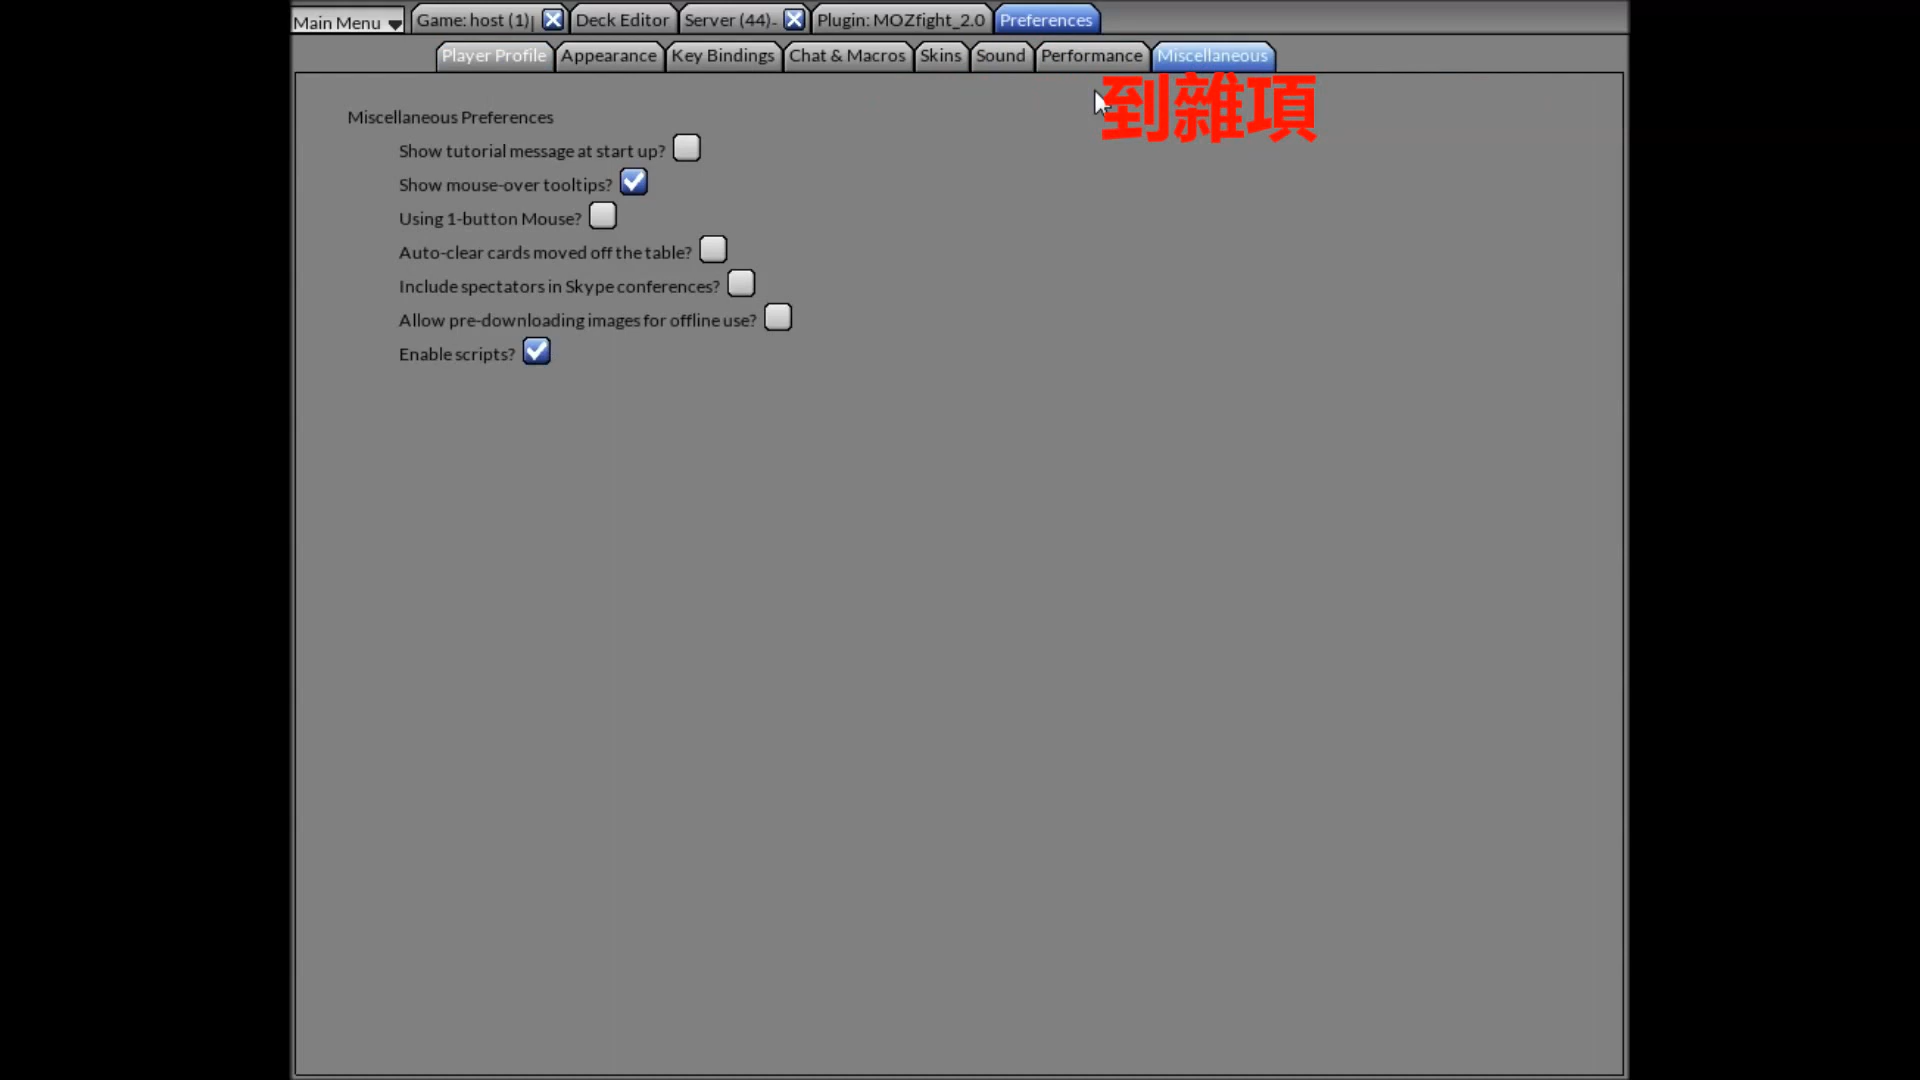 Main Menu Game: host (1)| Deck Editor Server (44)- Plugin: MOZfight_2.0 Preferences
Player Profile Appearance Key Bindings Chat & Macros Skins Sound Performance Miscellaneous
到雜項
Miscellaneous Preferences
Show tutorial message at start up?
Show mouse-over tooltips?
Using 1-button Mouse?
Auto-clear cards moved off the table?
Include spectators in Skype conferences?
Allow pre-downloading images for offline use?
Enable scripts?